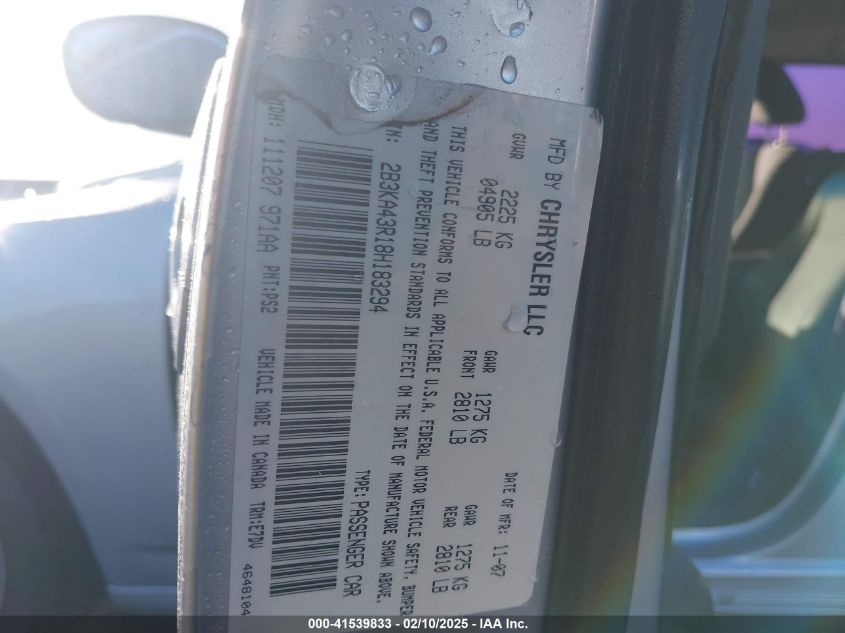 MFD BY CHRYSLER LLC
DATE OF MFR: 11-07
GVWR 2225 KG
04905 LB
GAWR FRONT 1275 KG
2810 LB
GAWR REAR 1275 KG
2810 LB
THIS VEHICLE CONFORMS TO ALL APPLICABLE U.S.A. FEDERAL MOTOR VEHICLE SAFETY, BUMPER
AND THEFT PREVENTION STANDARDS IN EFFECT ON THE DATE OF MANUFACTURE SHOWN ABOVE.
2B3KA43R18H183294
TYPE: PASSENGER CAR
MDH: 111207 971AA PNT:PS2 VEHICLE MADE IN CANADA TRM:E7DV
4648104
000-41539833 - 02/10/2025 - IAA Inc.